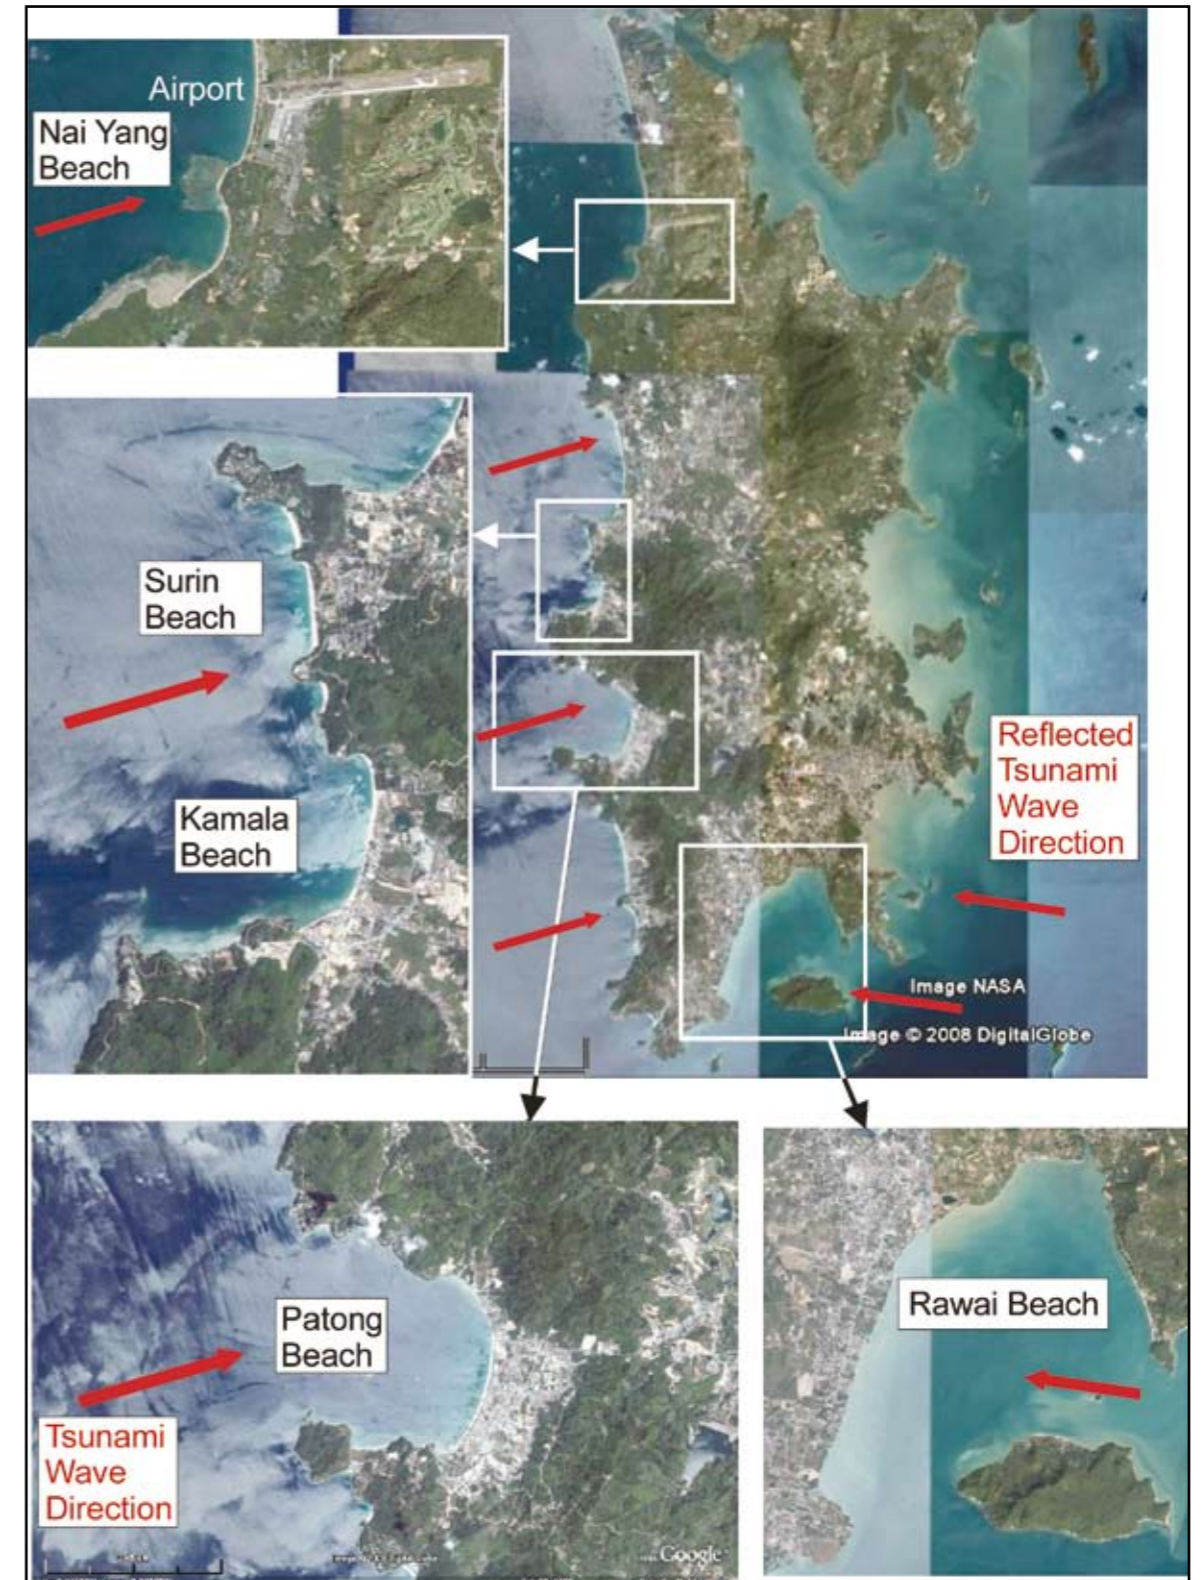 Airport
Nai Yang
Beach
Surin
Beach
Kamala
Beach
Reflected
Tsunami
Wave
Direction
Image NASA
Image © 2008 DigitalGlobe
Patong
Beach
Tsunami
Wave
Direction
Google
Rawai Beach